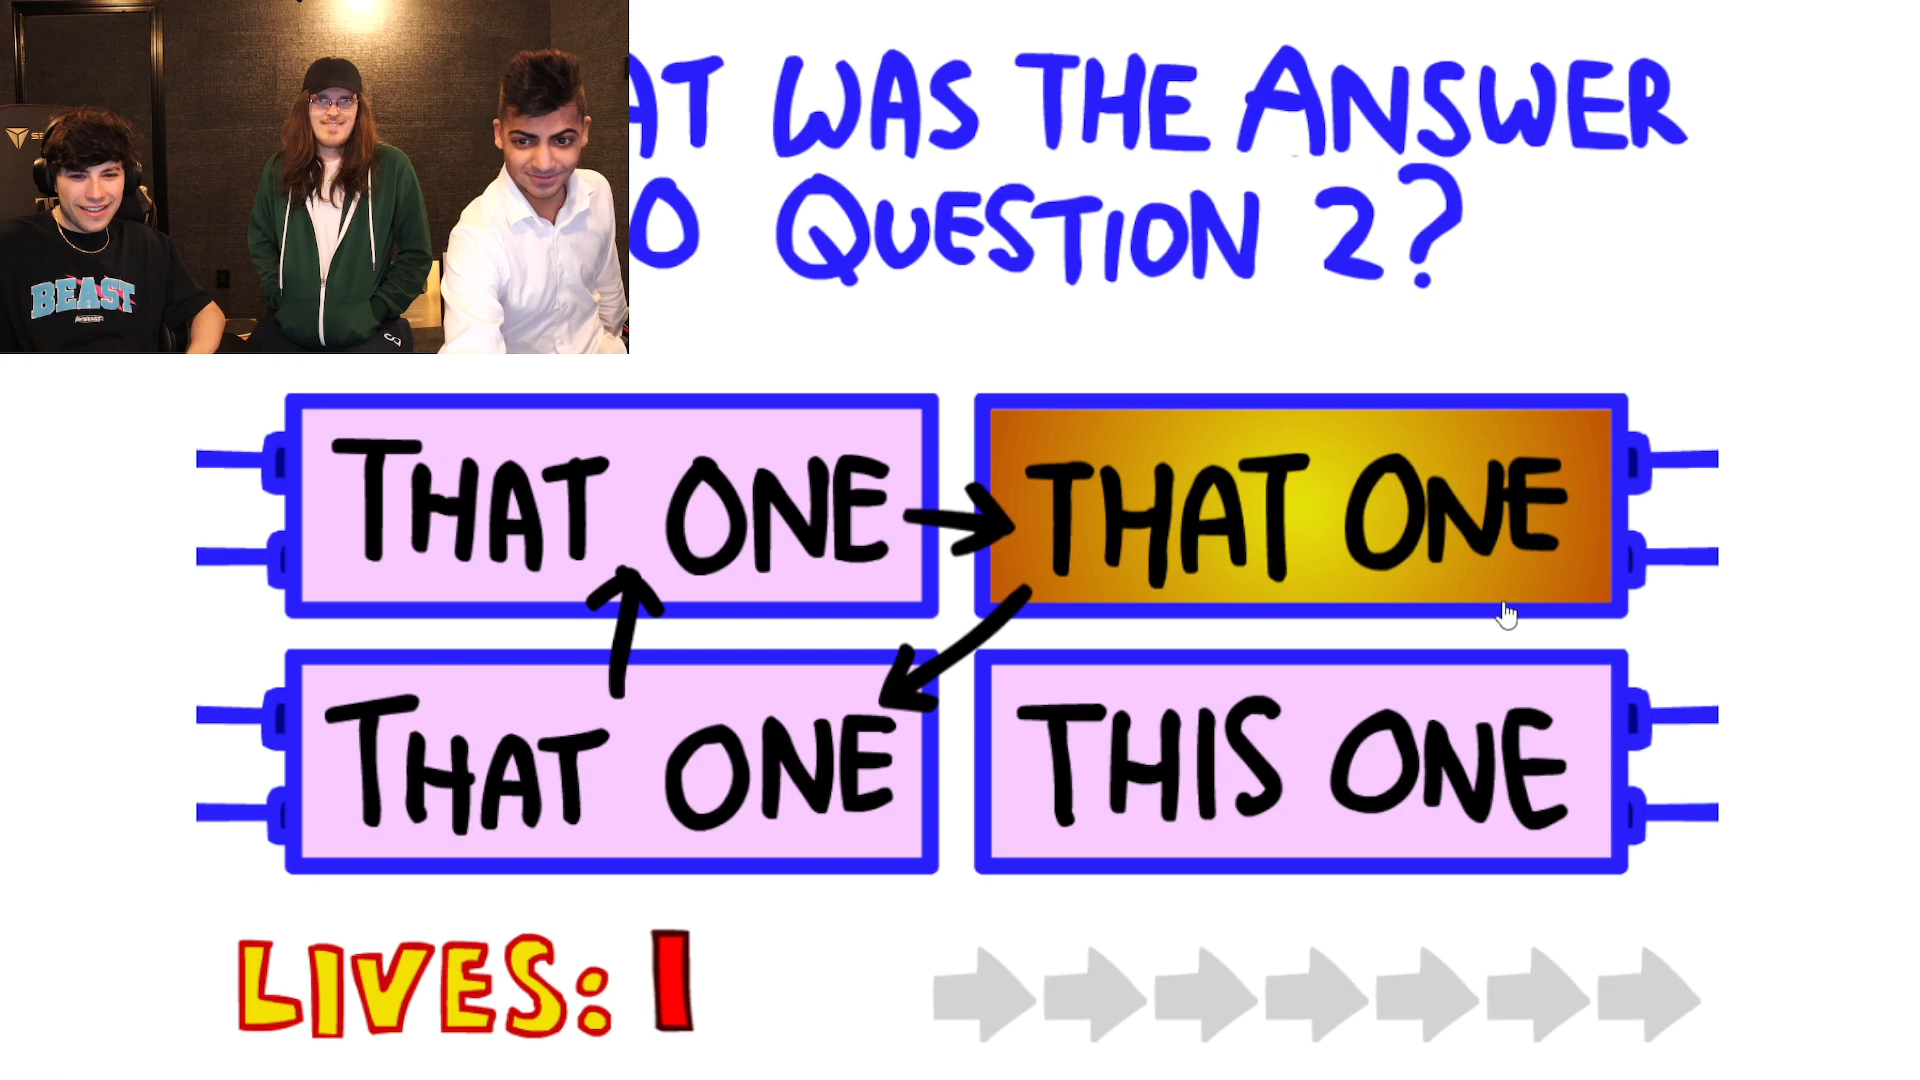 AT WAS THE ANSWER
O QUESTION 2?
BEAST
THAT ONE
THAT ONE
THAT ONE
THIS ONE
LIVES: 1